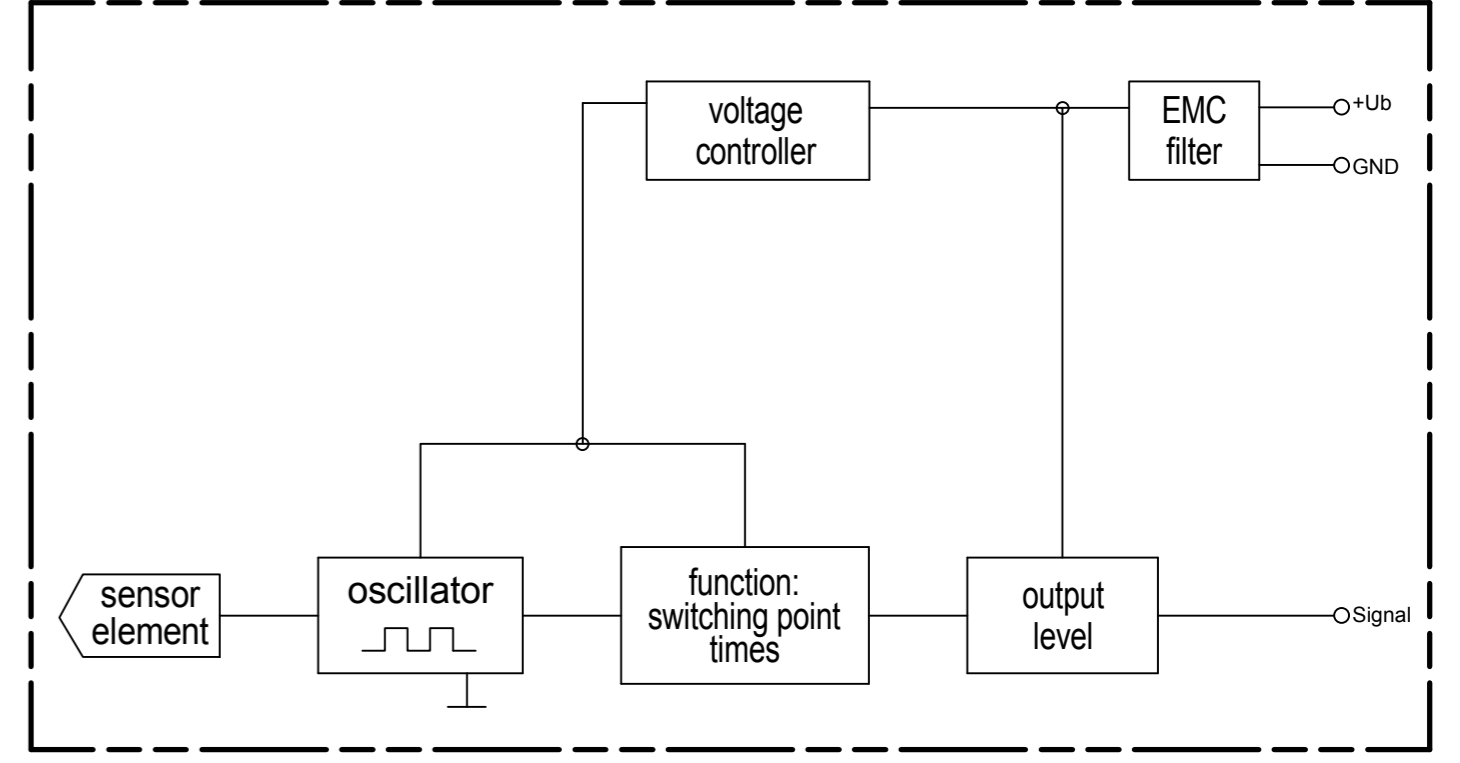 voltage
controller
EMC
filter
+Ub
GND
sensor
element
oscillator
function:
switching point
times
output
level
Signal